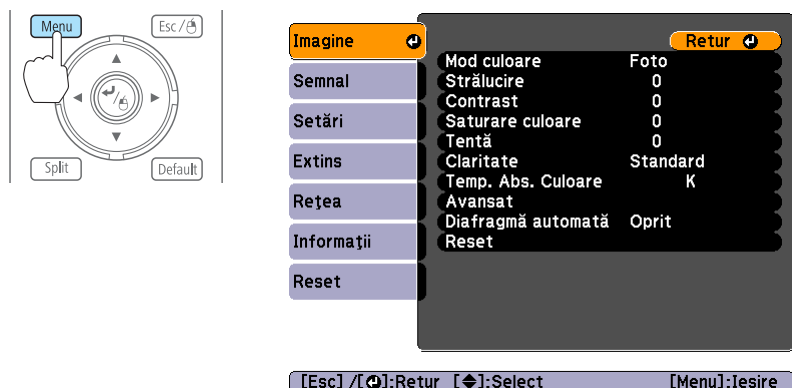 Menu
Esc/
Split
Default
Imagine
Semnal
Setări
Extins
Reţea
Informaţii
Reset
Retur
Mod culoare Foto
Strălucire 0
Contrast 0
Saturare culoare 0
Tentă 0
Claritate Standard
Temp. Abs. Culoare K
Avansat
Diafragmă automată Oprit
Reset
[Esc] /[ ]:Retur [ ]:Select [Menu]:Ieşire